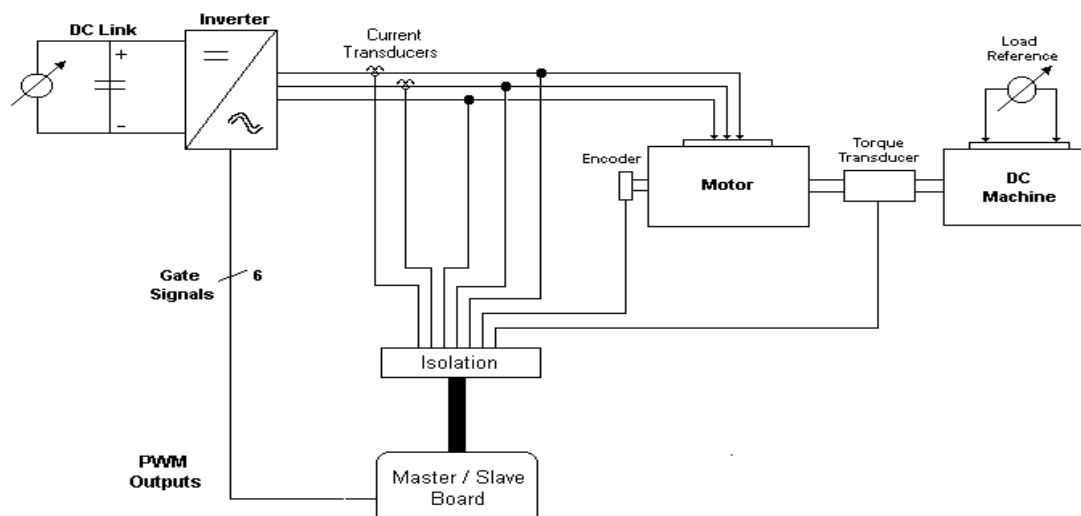 DC Link
Inverter
Current
Transducers
Load
Reference
+
−
Encoder
Motor
Torque
Transducer
DC
Machine
Gate
Signals
6
Isolation
PWM
Outputs
Master / Slave
Board